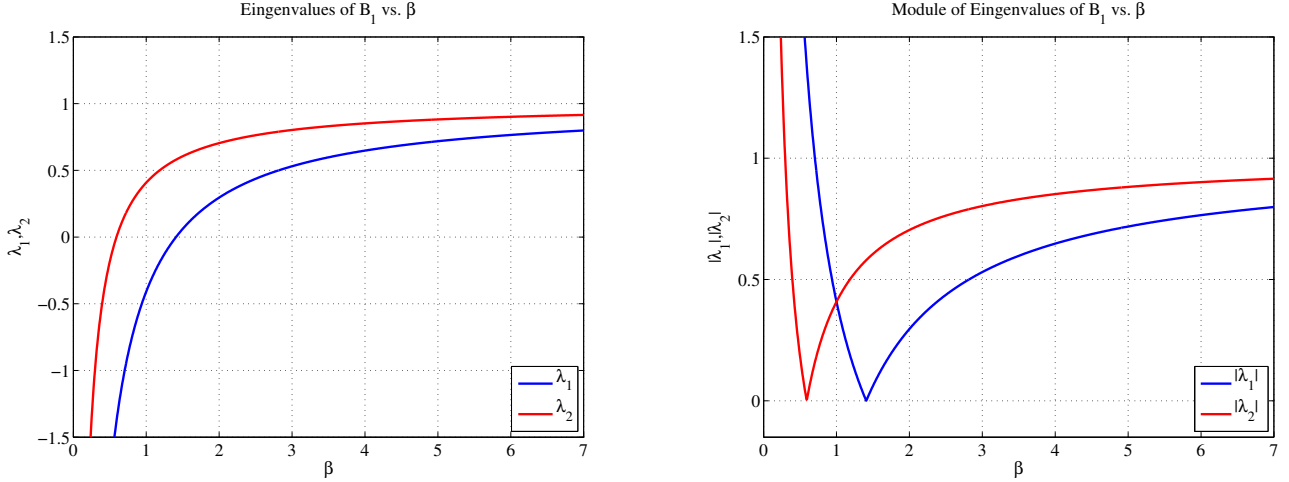 Eingenvalues of B₁ vs. β
1.5
1
0.5
0
−0.5
−1
−1.5
λ₁,λ₂
0 1 2 3 4 5 6 7
β
λ₁
λ₂
Module of Eingenvalues of B₁ vs. β
1.5
1
0.5
0
|λ₁|,|λ₂|
0 1 2 3 4 5 6 7
β
|λ₁|
|λ₂|